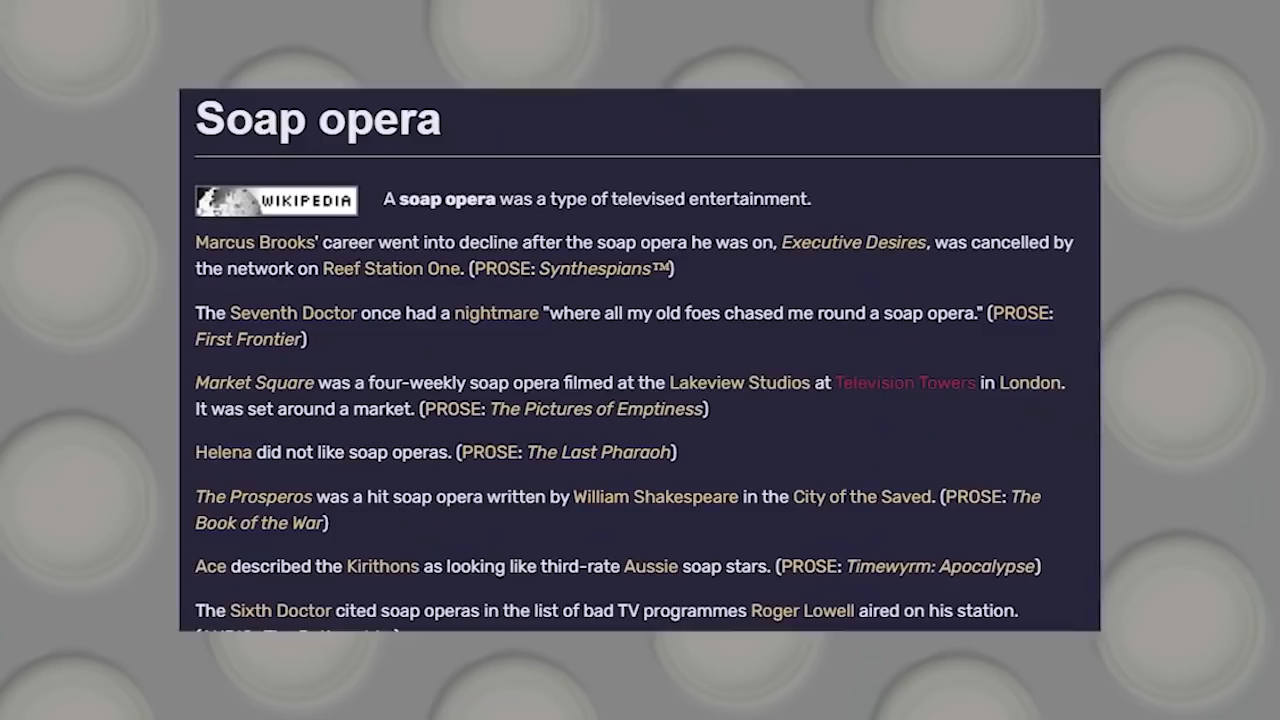 Soap opera
WIKIPEDIA
A soap opera was a type of televised entertainment.
Marcus Brooks' career went into decline after the soap opera he was on, Executive Desires, was cancelled by
the network on Reef Station One. (PROSE: Synthespians™)
The Seventh Doctor once had a nightmare "where all my old foes chased me round a soap opera." (PROSE:
First Frontier)
Market Square was a four-weekly soap opera filmed at the Lakeview Studios at Television Towers in London.
It was set around a market. (PROSE: The Pictures of Emptiness)
Helena did not like soap operas. (PROSE: The Last Pharaoh)
The Prosperos was a hit soap opera written by William Shakespeare in the City of the Saved. (PROSE: The
Book of the War)
Ace described the Kirithons as looking like third-rate Aussie soap stars. (PROSE: Timewyrm: Apocalypse)
The Sixth Doctor cited soap operas in the list of bad TV programmes Roger Lowell aired on his station.